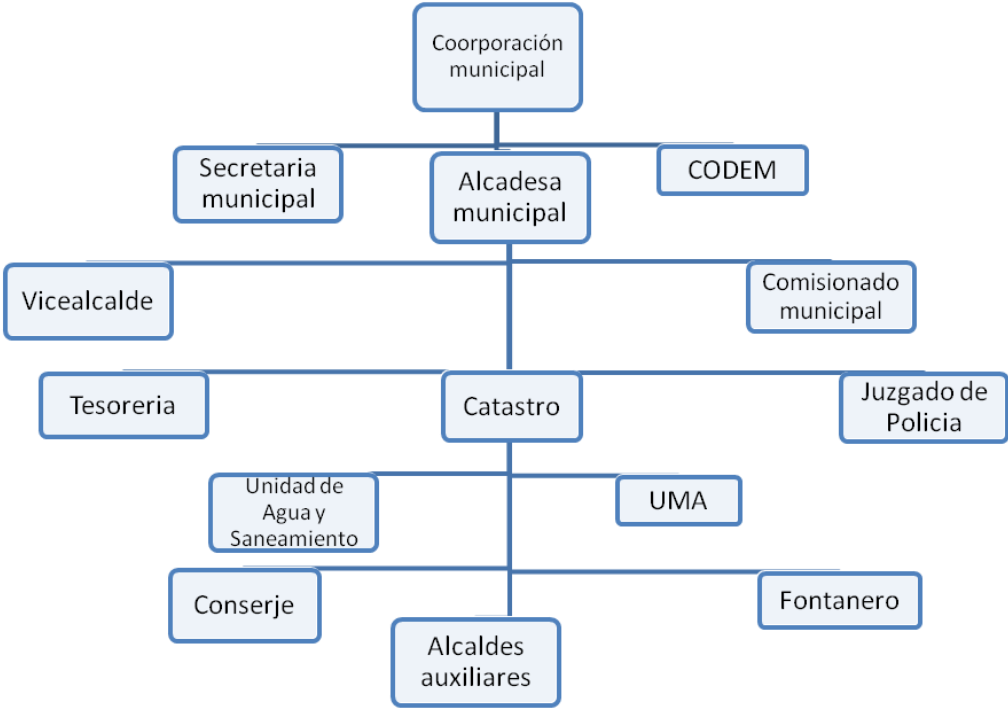 Coorporación
municipal
Secretaria
municipal
Alcadesa
municipal
CODEM
Vicealcalde
Comisionado
municipal
Tesoreria
Catastro
Juzgado de
Policia
Unidad de
Agua y
Saneamiento
UMA
Conserje
Fontanero
Alcaldes
auxiliares